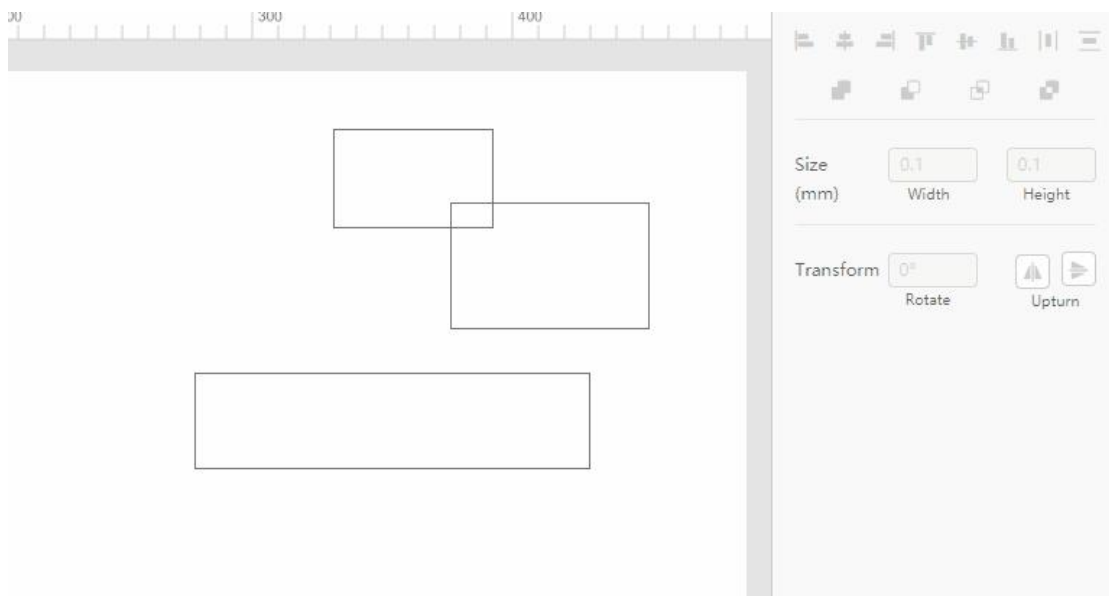 300
400
Size
0.1
0.1
(mm)
Width
Height
Transform
0°
Rotate
Upturn